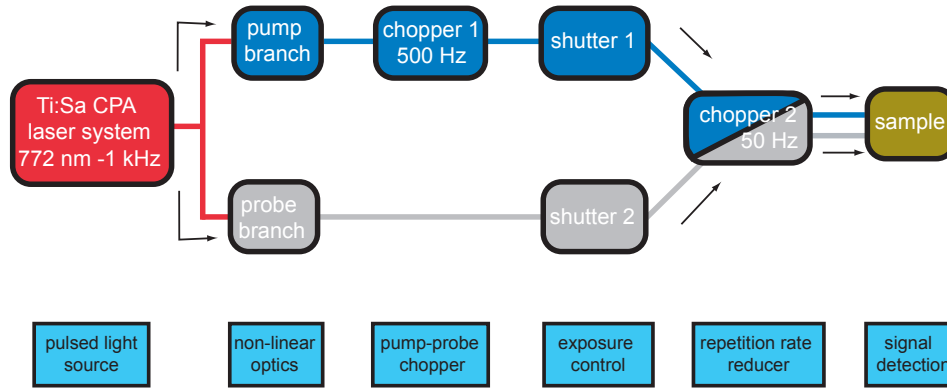 pump
branch
chopper 1
500 Hz
shutter 1
Ti:Sa CPA
laser system
772 nm -1 kHz
chopper 2
50 Hz
sample
probe
branch
shutter 2
pulsed light
source
non-linear
optics
pump-probe
chopper
exposure
control
repetition rate
reducer
signal
detection